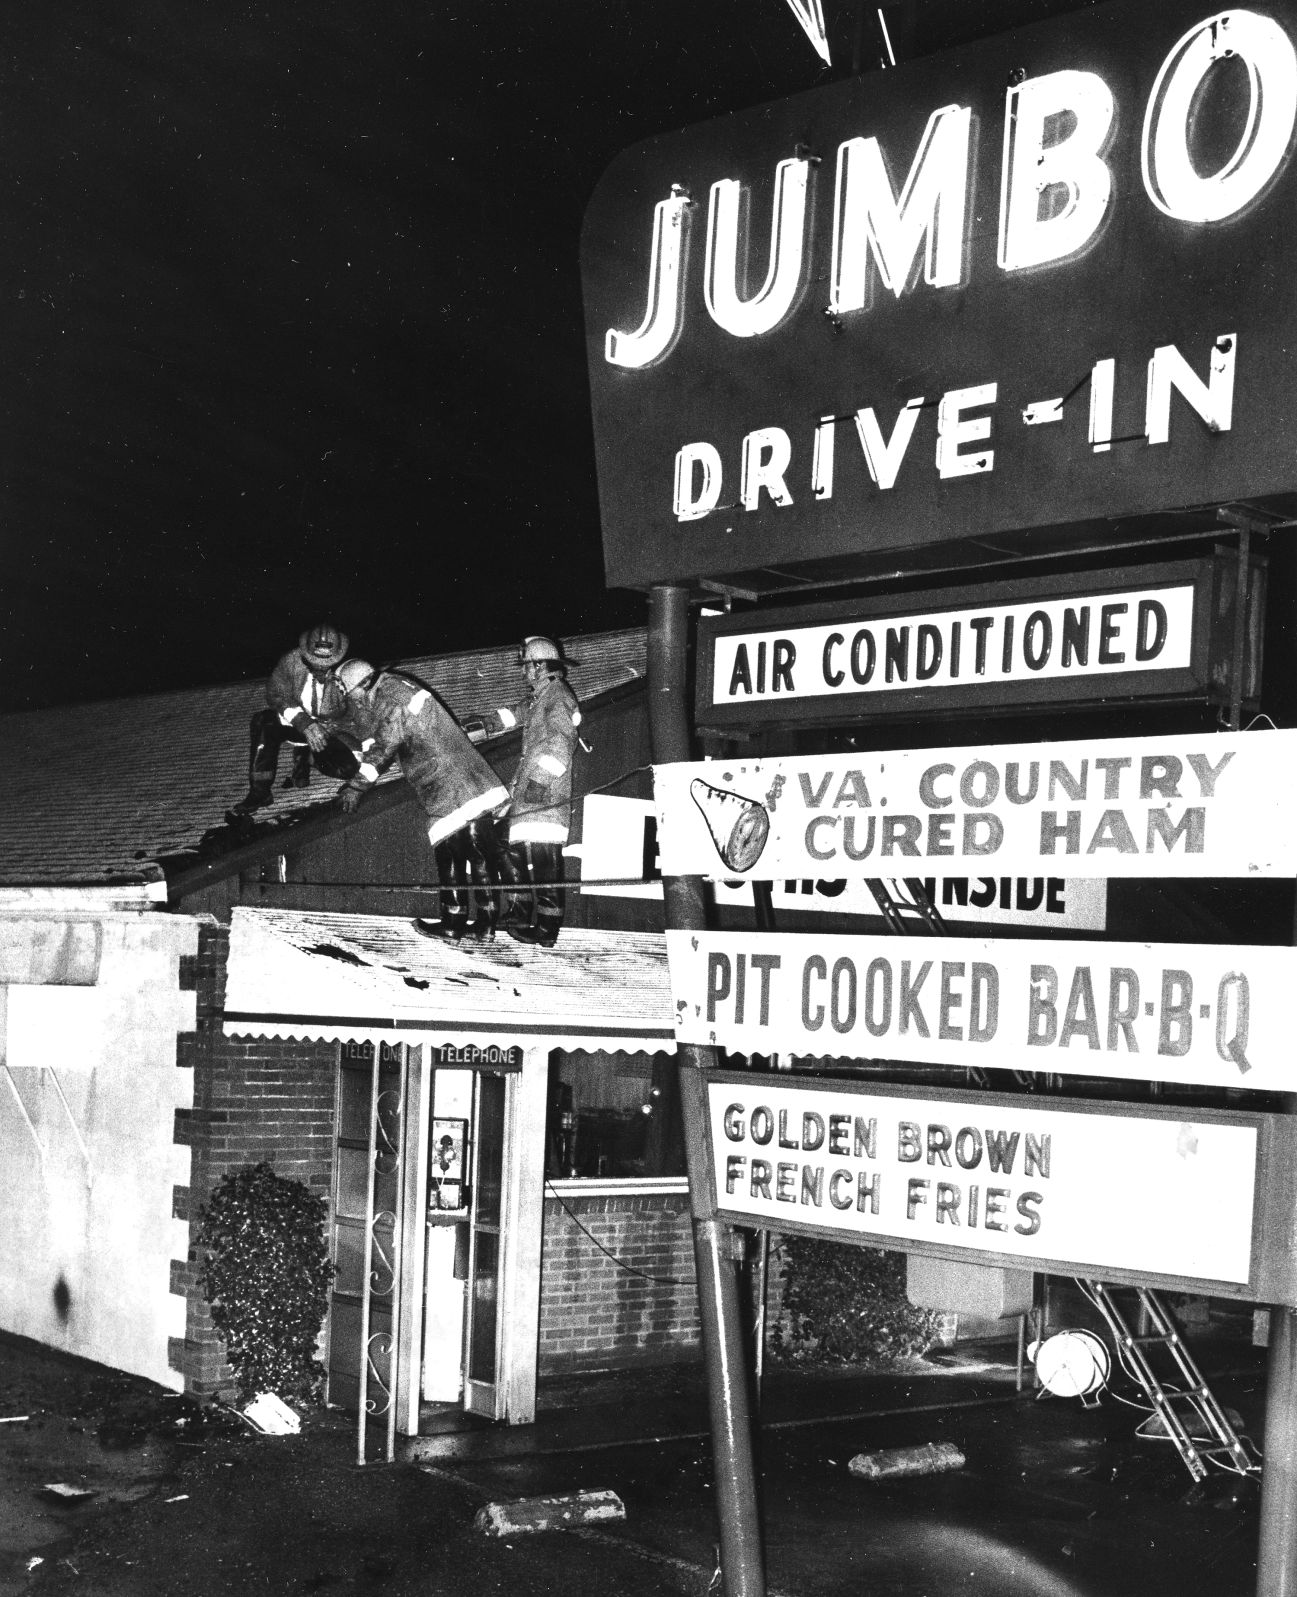 JUMBO
DRIVE-IN
AIR CONDITIONED
VA. COUNTRY
CURED HAM
INSIDE
PIT COOKED BAR-B-Q
GOLDEN BROWN
FRENCH FRIES
TELEPHONE
TELEPHONE